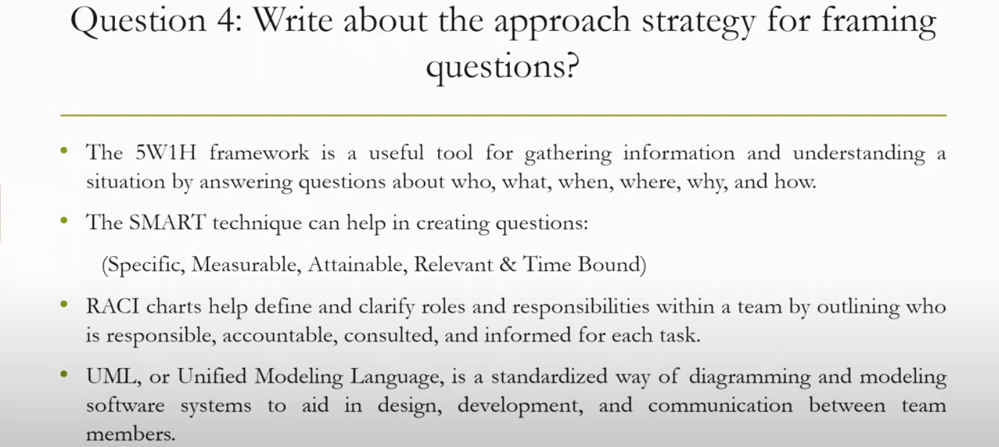 Question 4: Write about the approach strategy for framing
questions?
• The 5W1H framework is a useful tool for gathering information and understanding a
situation by answering questions about who, what, when, where, why, and how.
• The SMART technique can help in creating questions:
(Specific, Measurable, Attainable, Relevant & Time Bound)
• RACI charts help define and clarify roles and responsibilities within a team by outlining who
is responsible, accountable, consulted, and informed for each task.
• UML, or Unified Modeling Language, is a standardized way of diagramming and modeling
software systems to aid in design, development, and communication between team
members.